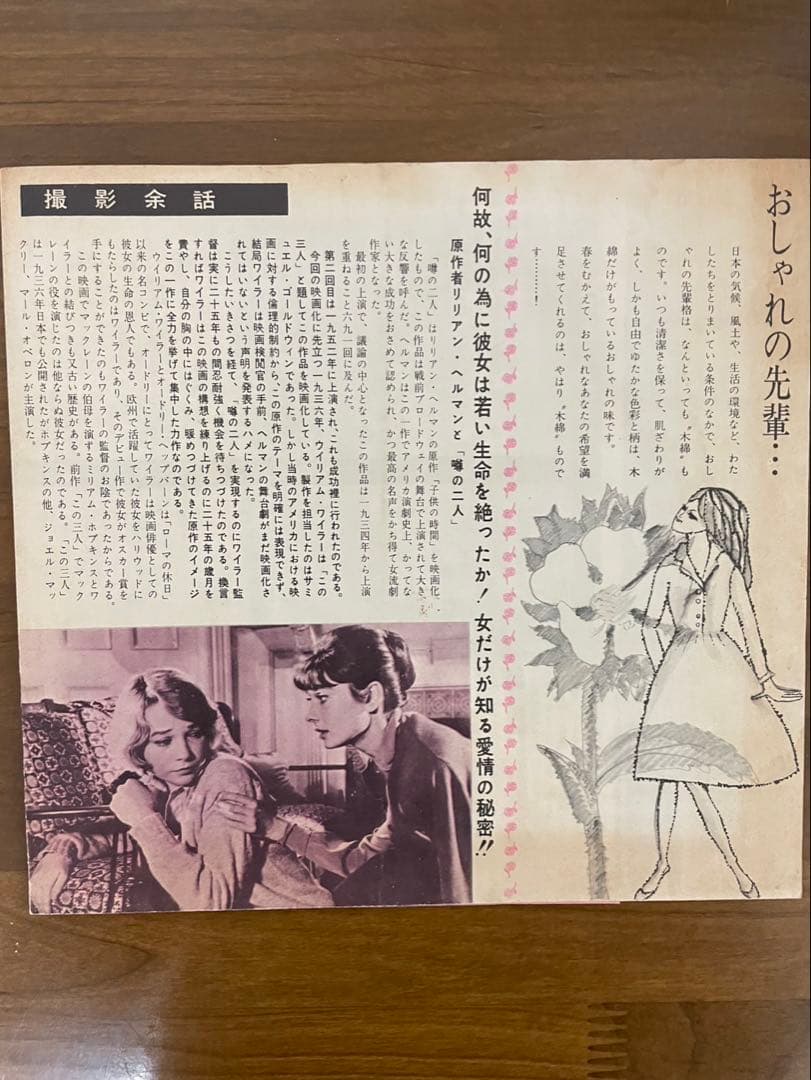 おしゃれの先輩…
日本の気候、風土や、生活の環境など、わた
したちをとりまいている条件のなかで、おし
ゃれの先輩格は、なんといっても〝木綿〟も
のです。いつも清潔さを保って、肌ざわりが
よく、しかも自由でゆたかな色彩と柄は、木
綿だけがもっているおしゃれの味です。
春をむかえて、おしゃれなあなたの希望を満
足させてくれるのは、やはり〝木綿〟もので
す………!
何故、何の為に彼女は若い生命を絶ったか! 女だけが知る愛情の秘密!!
原作者リリアン・ヘルマンと「噂の二人」
撮影余話
「噂の二人」はリリアン・ヘルマンの原作「子供の時間」を映画化
したもので、この作品は戦前ブロードウェイの舞台で上演されて大き
な反響を呼んだ。ヘルマンはこの一作でアメリカ演劇史上、かつてな
い大きな成功をおさめて認められ、かつ最高の名声をかち得て女流劇
作家となった。
最初の上演で、議論の中心となったこの作品は一九三四年から上演
を重ねること六九一回に及んだ。
第二回目は一九五二年に上演され、これも成功裡に行われたのである。
今回の映画化に先立つ一九三六年、ウイリアム・ワイラーは「この
三人」と題してこの作品を映画化している。製作を担当したのはサミ
ュエル・ゴールドウィンであった。しかし当時のアメリカにおける映
画に対する倫理的制約から、この原作のテーマを明確には表現できず、
結局ワイラーは映画検閲官の手前、ヘルマンの舞台劇がまだ映画化さ
れてはいないという声明を発表するハメになった。
こうしたいきさつを経て、「噂の二人」を実現するのにワイラー監
督は実に二十五年もの間忍耐強く機会を待ちつづけたのである。換言
すればワイラーはこの映画の構想を練り上げるのに二十五年の歳月を
費やし、自分の胸の中にはぐくみ、暖めつづけてきた原作のイメージ
をこの一作に全力を挙げて集中した力作なのである。
ウイリアム・ワイラーとオードリー・ヘップバーンは「ローマの休日」
以来の名コンビで、オードリーにとってワイラーは映画俳優としての
彼女の生命の恩人でもある。欧州で活躍していた彼女をハリウッドに
もたらしたのはワイラーであり、そのデビュー作で彼女がオスカー賞を
手にすることができたのもワイラーの監督のお陰であったからである。
この映画でマックレーンの伯母を演ずるミリアム・ホプキンスとワ
イラーとの結びつきも又古い歴史がある。前作「この三人」でマック
レーンの役を演じたのは他ならぬ彼女だったのである。「この三人」
は一九三六年日本でも公開されたがホプキンスの他、ジョエル・マッ
クリー、マール・オベロンが主演した。